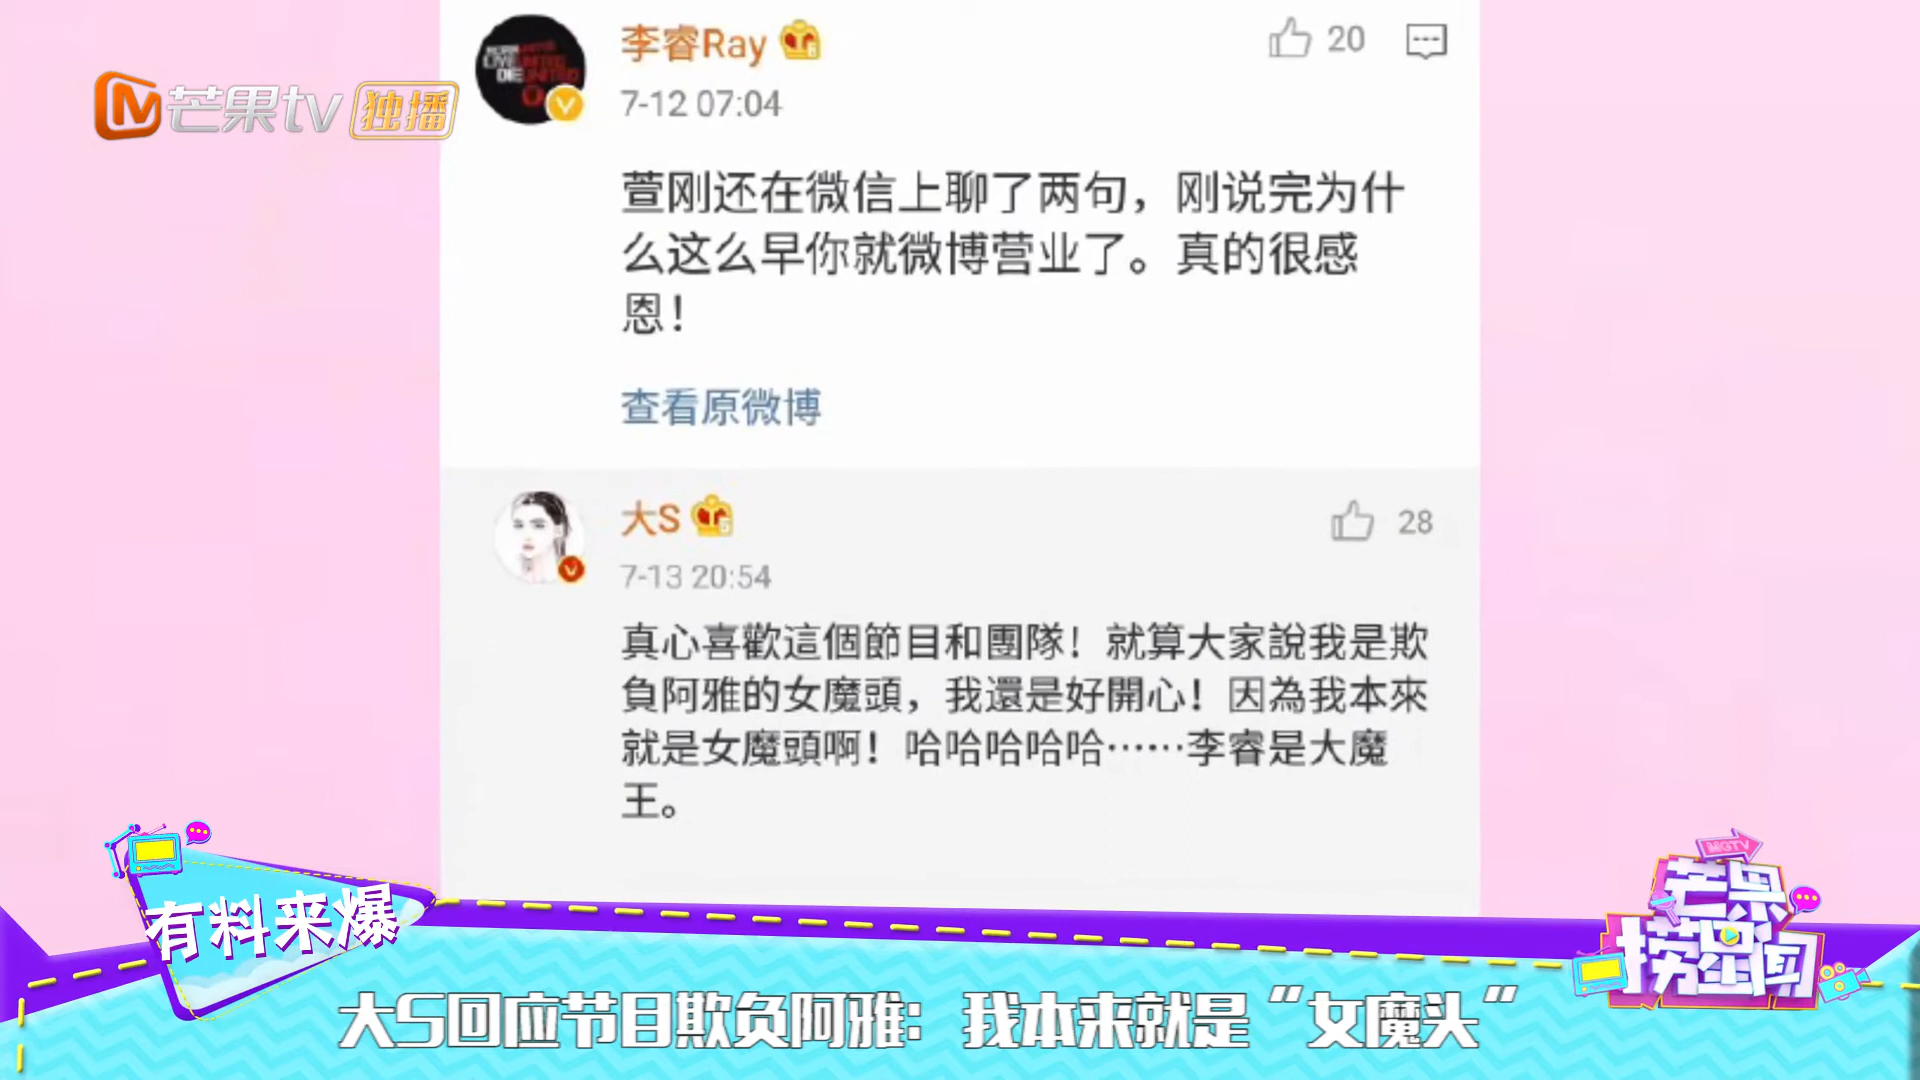 芒果tv 独播
李睿Ray
20
7-12 07:04
萱刚还在微信上聊了两句，刚说完为什
么这么早你就微博营业了。真的很感
恩！
查看原微博
大S
28
7-13 20:54
真心喜歡這個節目和團隊！就算大家說我是欺
負阿雅的女魔頭，我還是好開心！因為我本來
就是女魔頭啊！哈哈哈哈哈……李睿是大魔
王。
有料来爆
MGTV
芒果
捞星闻
大S回应节目欺负阿雅：我本来就是“女魔头“